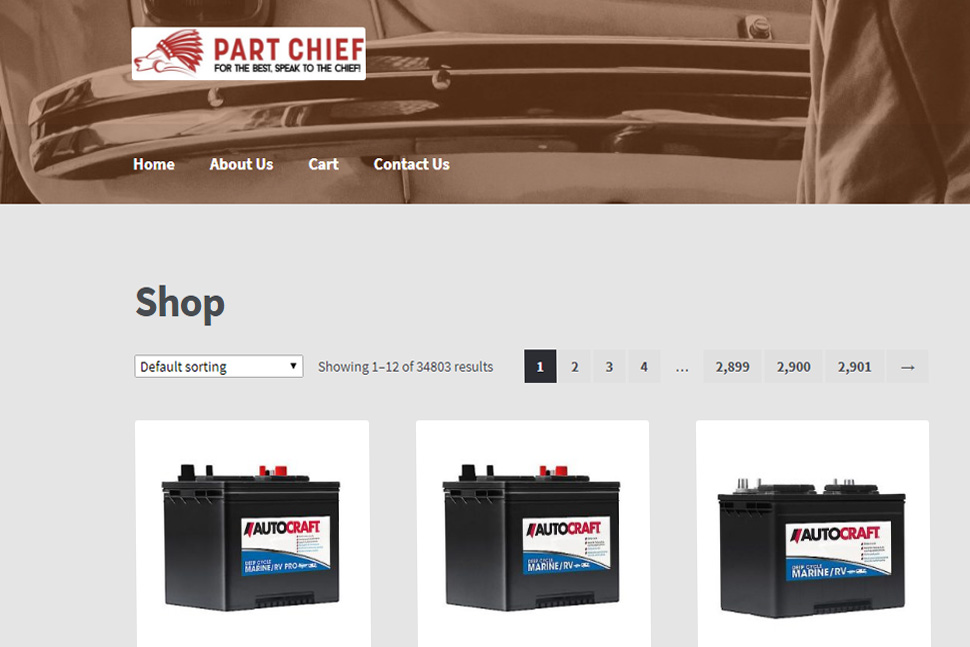 PART CHIEF
FOR THE BEST, SPEAK TO THE CHIEF!
Home About Us Cart Contact Us
Shop
Default sorting ▼ Showing 1–12 of 34803 results 1 2 3 4 … 2,899 2,900 2,901 →
AUTOCRAFT
DEEP CYCLE
MARINE/RV PRO
AUTOCRAFT
DEEP CYCLE
MARINE/RV
AUTOCRAFT
DEEP CYCLE
MARINE/RV